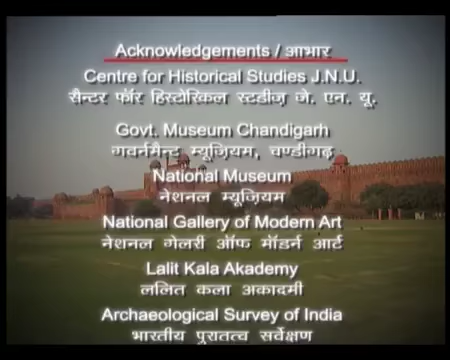 Acknowledgements / आभार
Centre for Historical Studies J.N.U.
सैन्टर फॉर हिस्टोरिकल स्टडीज़ जे. एन. यू.
Govt. Museum Chandigarh
गवर्नमैन्ट म्यूज़ियम, चण्डीगढ़
National Museum
नेशनल म्यूज़ियम
National Gallery of Modern Art
नेशनल गेलरी ऑफ मॉडर्न आर्ट
Lalit Kala Akademy
ललित कला अकादमी
Archaeological Survey of India
भारतीय पुरातत्व सर्वेक्षण